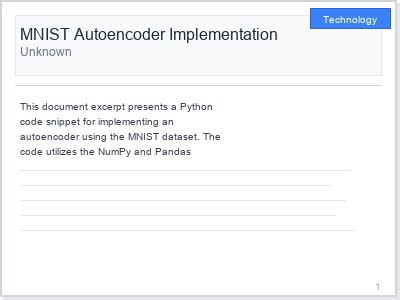 Technology
MNIST Autoencoder Implementation
Unknown
This document excerpt presents a Python
code snippet for implementing an
autoencoder using the MNIST dataset. The
code utilizes the NumPy and Pandas
1